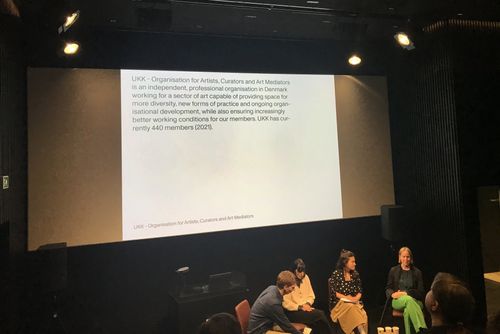 UKK – Organisation for Artists, Curators and Art Mediators
is an independent, professional organisation in Denmark
working for a sector of art capable of providing space for
more diversity, new forms of practice and ongoing organ-
isational development, while also ensuring increasingly
better working conditions for our members. UKK has cur-
rently 440 members (2021).
UKK – Organisation for Artists, Curators and Art Mediators